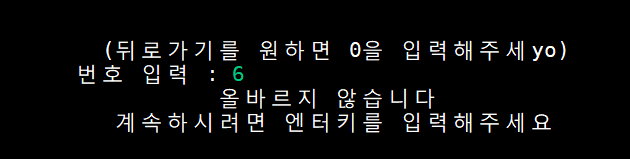 (뒤로가기를 원하면 0을 입력해주세yo)
번호 입력 : 6
올바르지 않습니다
계속하시려면 엔터키를 입력해주세요